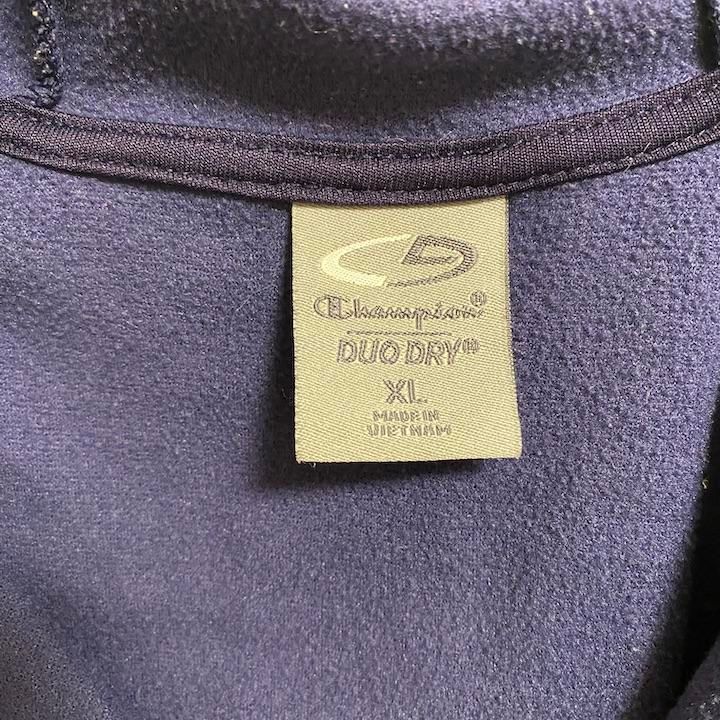 Champion®
DUO DRY®
XL
MADE IN
VIETNAM